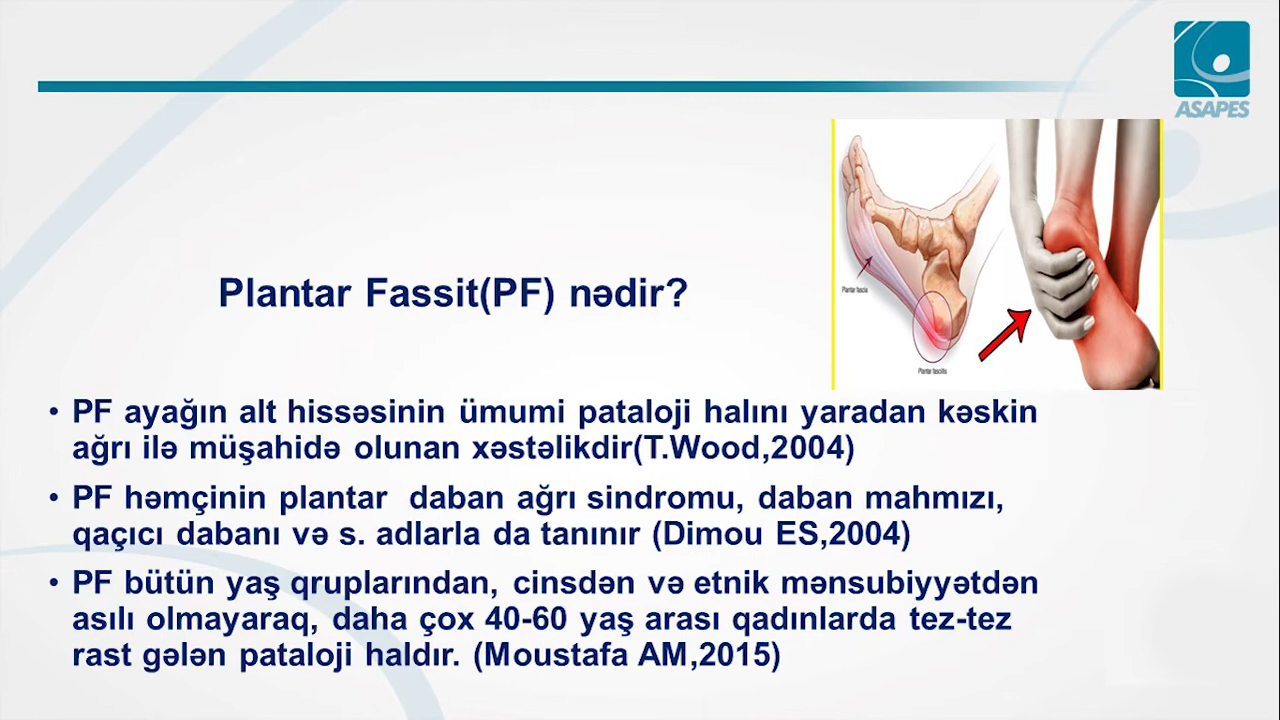 ASAPES
Plantar fascia
Plantar fasciitis
Plantar Fassit(PF) nədir?
• PF ayağın alt hissəsinin ümumi pataloji halını yaradan kəskin
ağrı ilə müşahidə olunan xəstəlikdir(T.Wood,2004)
• PF həmçinin plantar daban ağrı sindromu, daban mahmızı,
qaçıcı dabanı və s. adlarla da tanınır (Dimou ES,2004)
• PF bütün yaş qruplarından, cinsdən və etnik mənsubiyyətdən
asılı olmayaraq, daha çox 40-60 yaş arası qadınlarda tez-tez
rast gələn pataloji haldır. (Moustafa AM,2015)